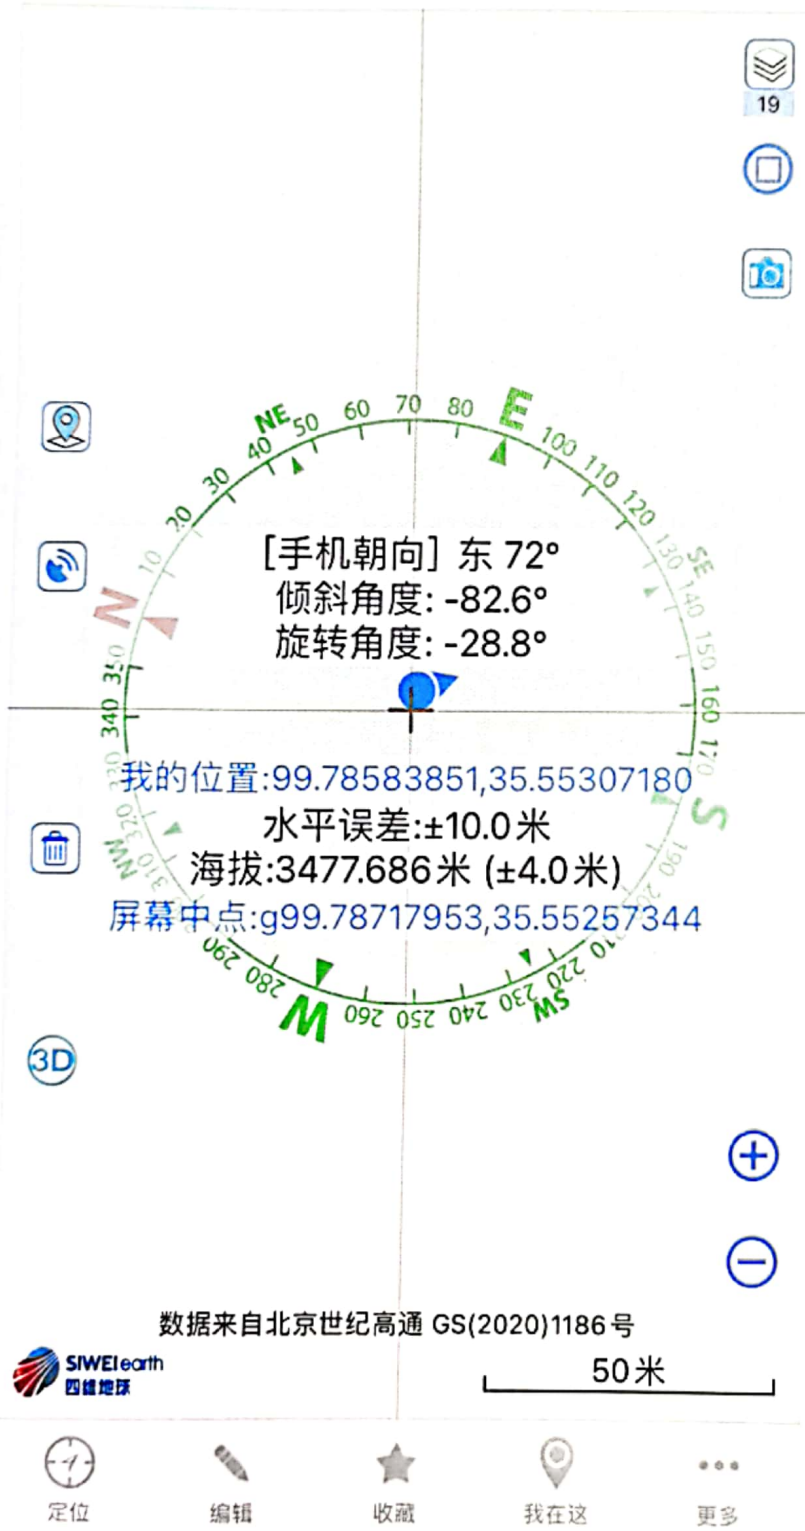 19
60 70 80 E
NE 50 100
40 110
30 120
20 130 SE
10 140
N 150
350 160
340 170
330 S
320 190
NW 310 200
290 210
280 220
W 260 250 240 230 SW
[手机朝向] 东 72°
倾斜角度: -82.6°
旋转角度: -28.8°
我的位置:99.78583851,35.55307180
水平误差:±10.0米
海拔:3477.686米 (±4.0米)
屏幕中点:g99.78717953,35.55257344
3D
数据来自北京世纪高通 GS(2020)1186号
SIWEI earth
四维地球
50米
定位 编辑 收藏 我在这 更多